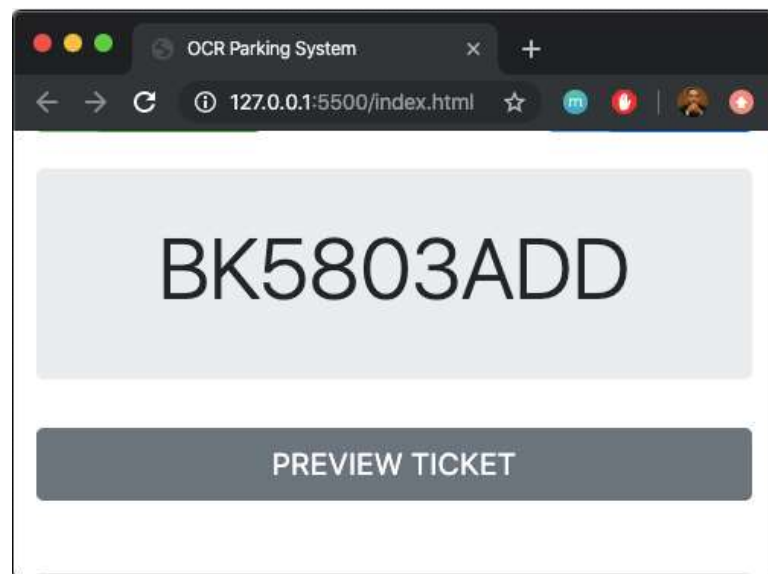 OCR Parking System
127.0.0.1:5500/index.html
m
BK5803ADD
PREVIEW TICKET